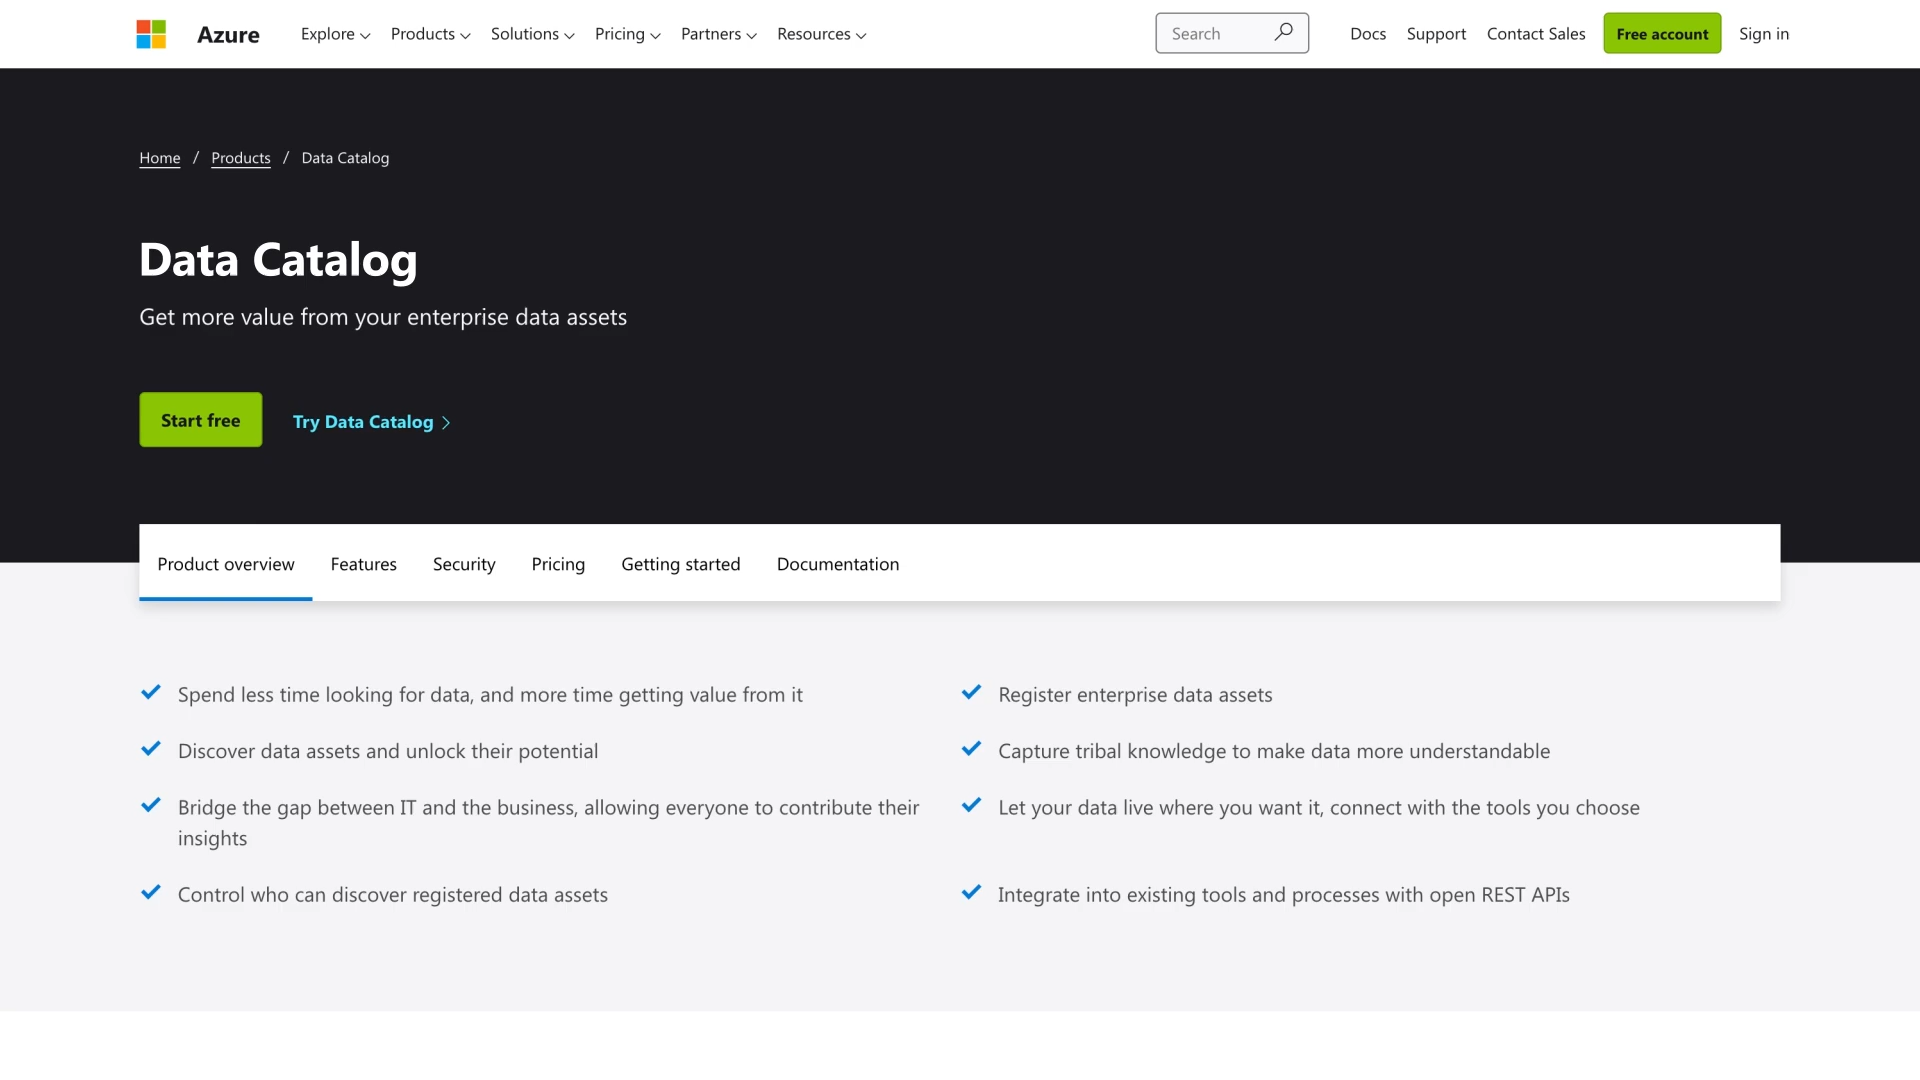 Azure Explore Products Solutions Pricing Partners Resources Search Docs Support Contact Sales Free account Sign in
Home / Products / Data Catalog
Data Catalog
Get more value from your enterprise data assets
Start free Try Data Catalog
Product overview Features Security Pricing Getting started Documentation
Spend less time looking for data, and more time getting value from it
Register enterprise data assets
Discover data assets and unlock their potential
Capture tribal knowledge to make data more understandable
Bridge the gap between IT and the business, allowing everyone to contribute their
insights
Let your data live where you want it, connect with the tools you choose
Control who can discover registered data assets
Integrate into existing tools and processes with open REST APIs